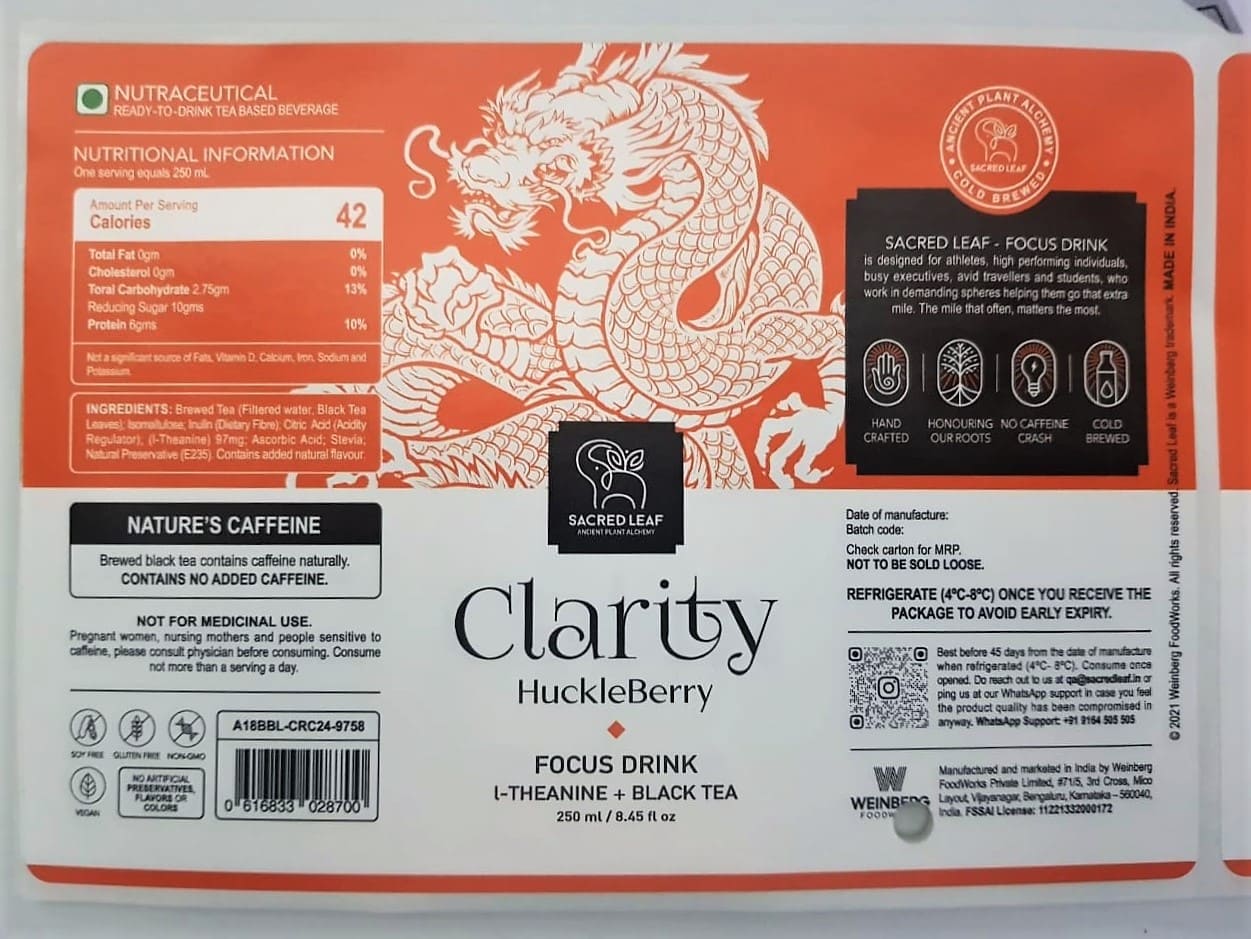 NUTRACEUTICAL
READY-TO-DRINK TEA BASED BEVERAGE
NUTRITIONAL INFORMATION
One serving equals 250 mL
Amount Per Serving
Calories 42
Total Fat 0gm 0%
Cholesterol 0gm 0%
Toral Carbohydrate 2.75gm 13%
Reducing Sugar 10gms
Protein 6gms 10%
Not a significant source of Fats, Vitamin D, Calcium, Iron, Sodium and
Potassium.
INGREDIENTS: Brewed Tea (Filtered water, Black Tea
Leaves); Isomaltulose; Inulin (Dietary Fibre); Citric Acid (Acidity
Regulator); (l-Theanine) 97mg; Ascorbic Acid; Stevia;
Natural Preservative (E235). Contains added natural flavour.
NATURE'S CAFFEINE
Brewed black tea contains caffeine naturally.
CONTAINS NO ADDED CAFFEINE.
NOT FOR MEDICINAL USE.
Pregnant women, nursing mothers and people sensitive to
caffeine, please consult physician before consuming. Consume
not more than a serving a day.
SOY FREE GLUTEN FREE NON-GMO
VEGAN
NO ARTIFICIAL
PRESERVATIVES,
FLAVORS OR
COLORS
A18BBL-CRC24-9758
0 616833 028700
SACRED LEAF
ANCIENT PLANT ALCHEMY
Clarity
HuckleBerry
FOCUS DRINK
l-THEANINE + BLACK TEA
250 ml / 8.45 fl oz
ANCIENT PLANT ALCHEMY
SACRED LEAF
COLD BREWED
SACRED LEAF - FOCUS DRINK
is designed for athletes, high performing individuals,
busy executives, avid travellers and students, who
work in demanding spheres helping them go that extra
mile. The mile that often, matters the most.
HAND
CRAFTED
HONOURING
OUR ROOTS
NO CAFFEINE
CRASH
COLD
BREWED
Date of manufacture:
Batch code:
Check carton for MRP.
NOT TO BE SOLD LOOSE.
REFRIGERATE (4ºC-8ºC) ONCE YOU RECEIVE THE
PACKAGE TO AVOID EARLY EXPIRY.
Best before 45 days from the date of manufacture
when refrigerated (4ºC- 8ºC). Consume once
opened. Do reach out to us at qa@sacredleaf.in or
ping us at our WhatsApp support in case you feel
the product quality has been compromised in
anyway. WhatsApp Support: +91 9164 505 505
WEINBERG
Manufactured and marketed in India by Weinberg
FoodWorks Private Limited, #71/5, 3rd Cross, Mico
Layout, Vijayanagar, Bengaluru, Karnataka – 560040,
India. FSSAI License: 11221332000172
© 2021 Weinberg FoodWorks. All rights reserved. Sacred Leaf is a Weinberg trademark. MADE IN INDIA.